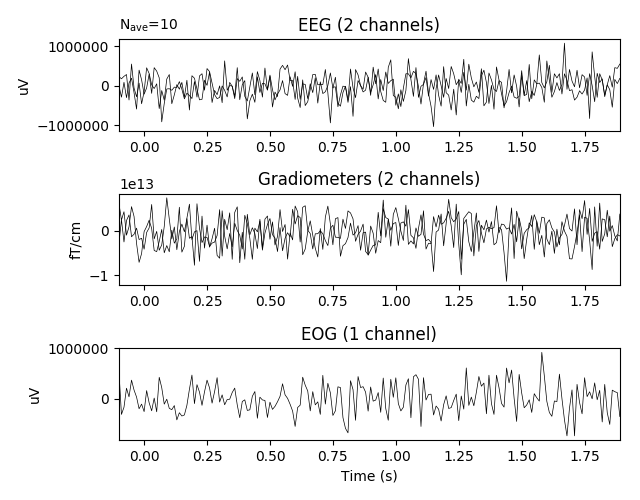 N_ave=10
EEG (2 channels)
1000000
0
−1000000
uV
0.00 0.25 0.50 0.75 1.00 1.25 1.50 1.75
1e13
Gradiometers (2 channels)
0
−1
fT/cm
0.00 0.25 0.50 0.75 1.00 1.25 1.50 1.75
EOG (1 channel)
1000000
0
uV
0.00 0.25 0.50 0.75 1.00 1.25 1.50 1.75
Time (s)